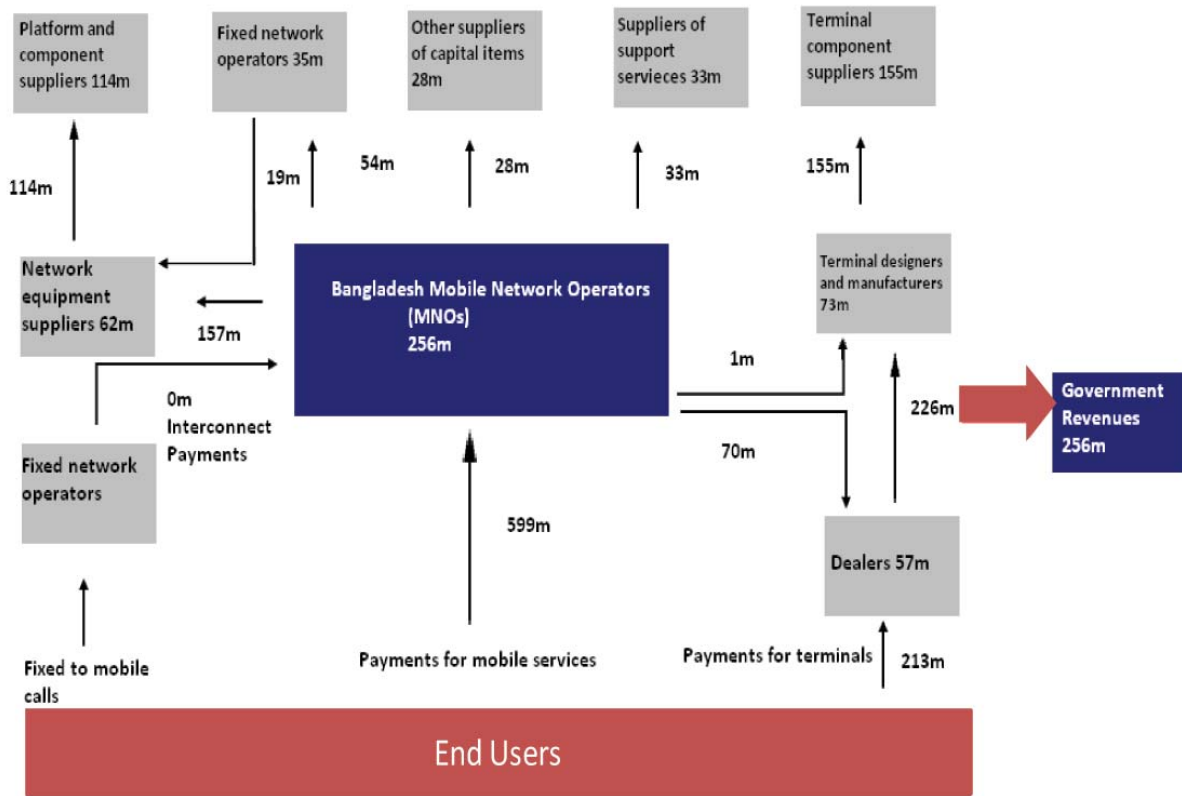 Platform and
component
suppliers 114m
Fixed network
operators 35m
Other suppliers
of capital items
28m
Suppliers of
support
servieces 33m
Terminal
component
suppliers 155m
114m
19m
54m
28m
33m
155m
Network
equipment
suppliers 62m
157m
Bangladesh Mobile Network Operators
(MNOs)
256m
Terminal designers
and manufacturers
73m
0m
Interconnect
Payments
1m
70m
226m
Government
Revenues
256m
Fixed network
operators
599m
Dealers 57m
Fixed to mobile
calls
Payments for mobile services
Payments for terminals
213m
End Users